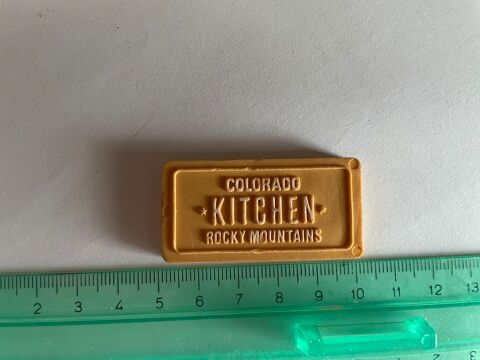 COLORADO
KITCHEN
ROCKY MOUNTAINS
2 3 4 5 6 7 8 9 10 11 12 13